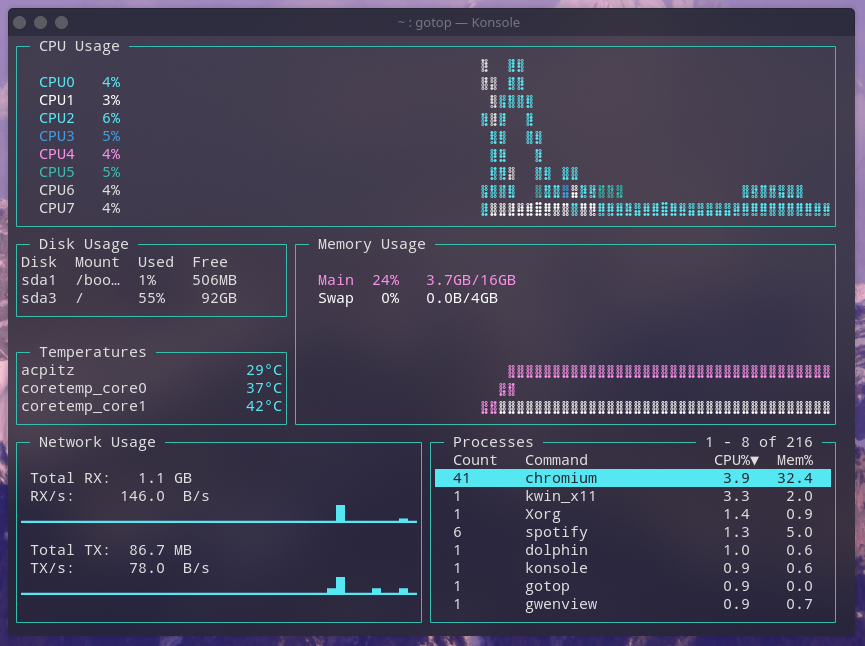 ~ : gotop — Konsole
CPU Usage
CPU0 4%
CPU1 3%
CPU2 6%
CPU3 5%
CPU4 4%
CPU5 5%
CPU6 4%
CPU7 4%
Disk Usage
Disk Mount Used Free
sda1 /boo… 1% 506MB
sda3 / 55% 92GB
Memory Usage
Main 24% 3.7GB/16GB
Swap 0% 0.0B/4GB
Temperatures
acpitz 29°C
coretemp_core0 37°C
coretemp_core1 42°C
Network Usage
Total RX: 1.1 GB
RX/s: 146.0 B/s
Total TX: 86.7 MB
TX/s: 78.0 B/s
Processes 1 - 8 of 216
Count Command CPU%▼ Mem%
41 chromium 3.9 32.4
1 kwin_x11 3.3 2.0
1 Xorg 1.4 0.9
6 spotify 1.3 5.0
1 dolphin 1.0 0.6
1 konsole 0.9 0.6
1 gotop 0.9 0.0
1 gwenview 0.9 0.7